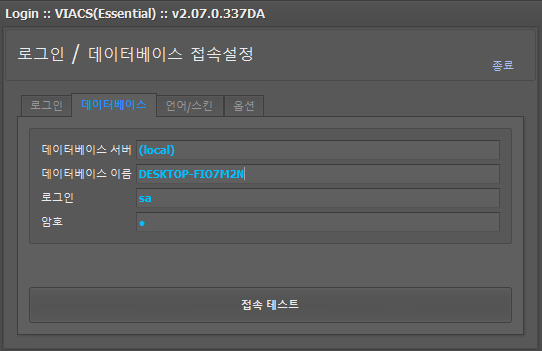 Login :: VIACS(Essential) :: v2.07.0.337DA
로그인 / 데이터베이스 접속설정
종료
로그인 데이터베이스 언어/스킨 옵션
데이터베이스 서버 (local)
데이터베이스 이름 DESKTOP-FIO7M2N
로그인 sa
암호 •
접속 테스트